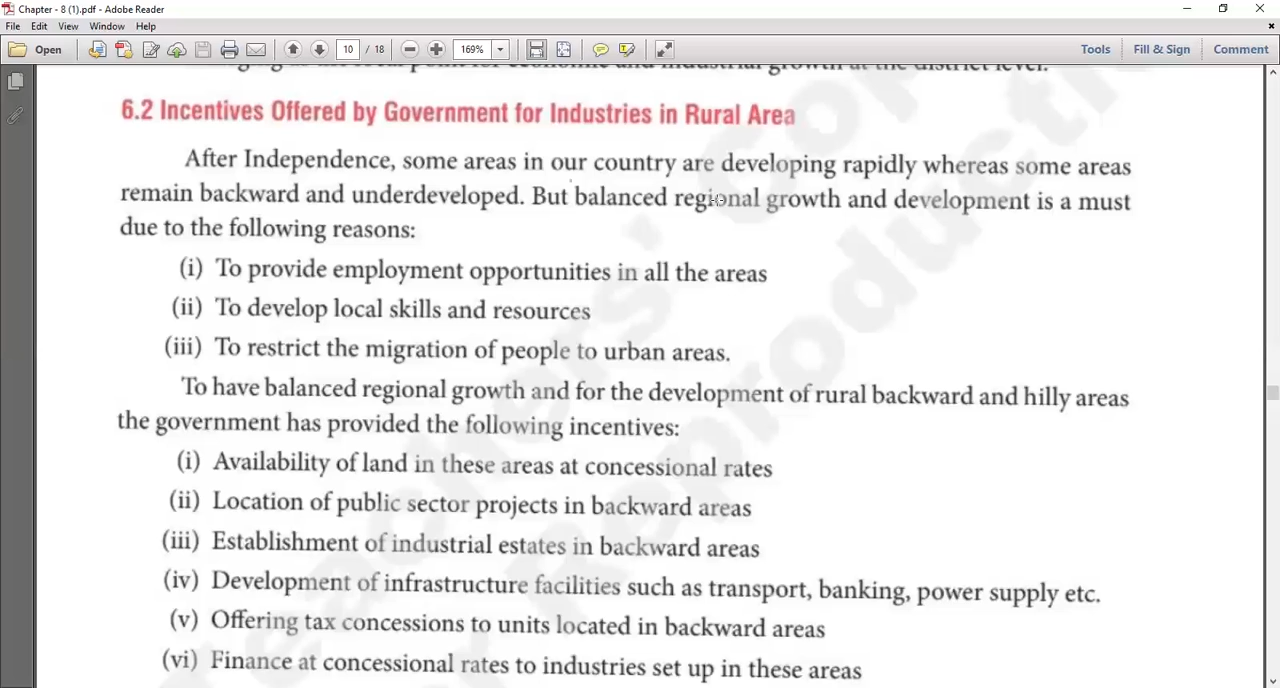 Chapter - 8 (1).pdf - Adobe Reader
File Edit View Window Help
Open 10 / 18 169% Tools Fill & Sign Comment
growth at the district level.
6.2 Incentives Offered by Government for Industries in Rural Area
After Independence, some areas in our country are developing rapidly whereas some areas
remain backward and underdeveloped. But balanced regional growth and development is a must
due to the following reasons:
(i) To provide employment opportunities in all the areas
(ii) To develop local skills and resources
(iii) To restrict the migration of people to urban areas.
To have balanced regional growth and for the development of rural backward and hilly areas
the government has provided the following incentives:
(i) Availability of land in these areas at concessional rates
(ii) Location of public sector projects in backward areas
(iii) Establishment of industrial estates in backward areas
(iv) Development of infrastructure facilities such as transport, banking, power supply etc.
(v) Offering tax concessions to units located in backward areas
(vi) Finance at concessional rates to industries set up in these areas